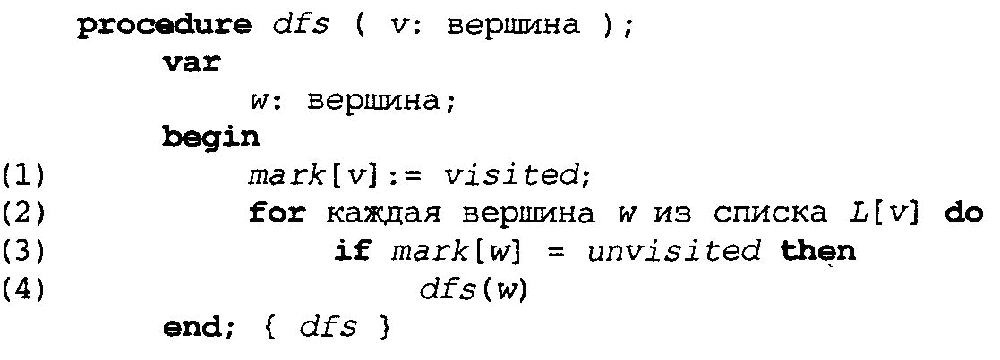 procedure dfs ( v: вершина );
var
w: вершина;
begin
(1) mark[v]:= visited;
(2) for каждая вершина w из списка L[v] do
(3) if mark[w] = unvisited then
(4) dfs(w)
end; { dfs }